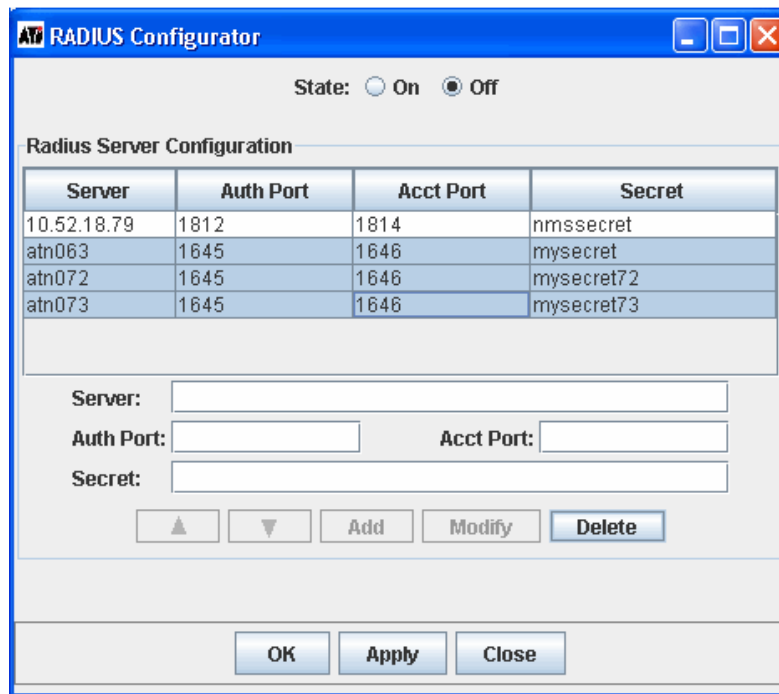 ATi RADIUS Configurator
State: On Off
Radius Server Configuration
Server Auth Port Acct Port Secret
10.52.18.79 1812 1814 nmssecret
atn063 1645 1646 mysecret
atn072 1645 1646 mysecret72
atn073 1645 1646 mysecret73
Server:
Auth Port: Acct Port:
Secret:
Add Modify Delete
OK Apply Close